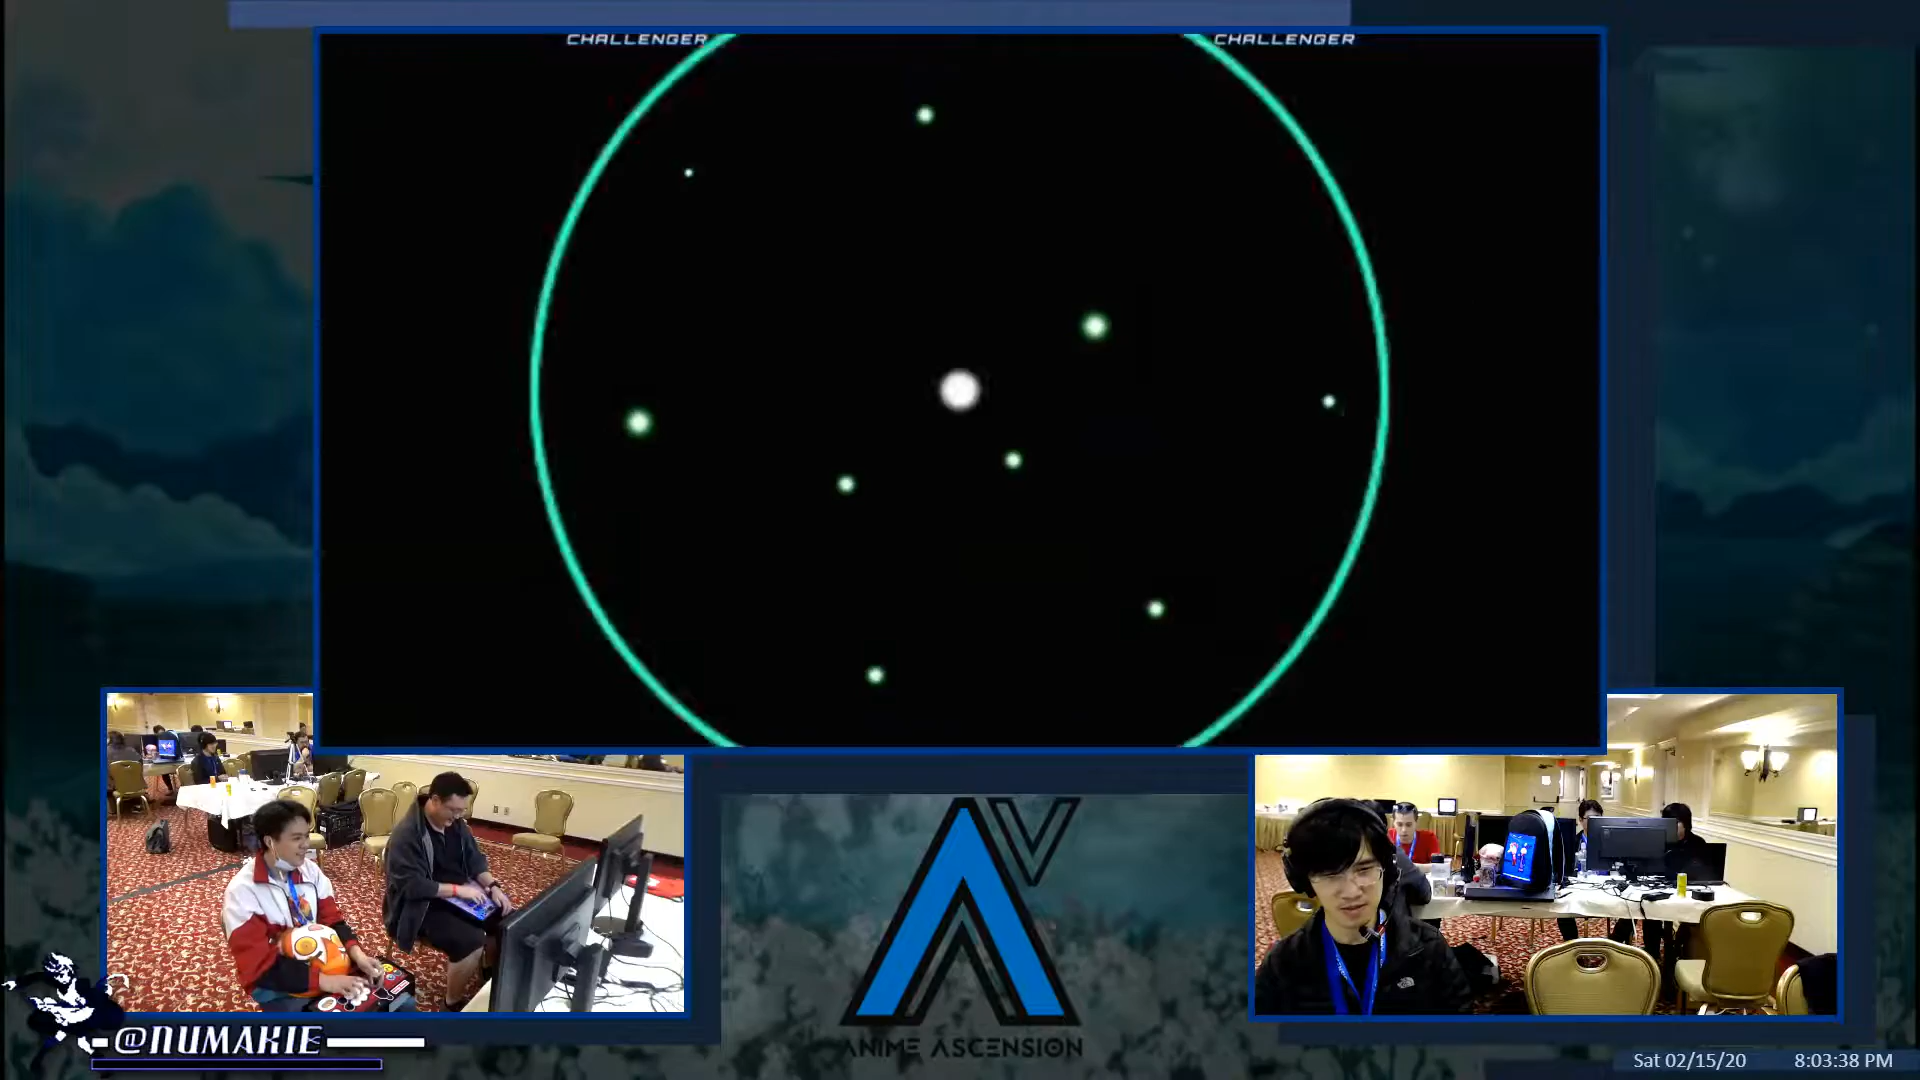 CHALLENGER
CHALLENGER
@NUMAKIE
ANIME ASCENSION
Sat 02/15/20
8:03:38 PM